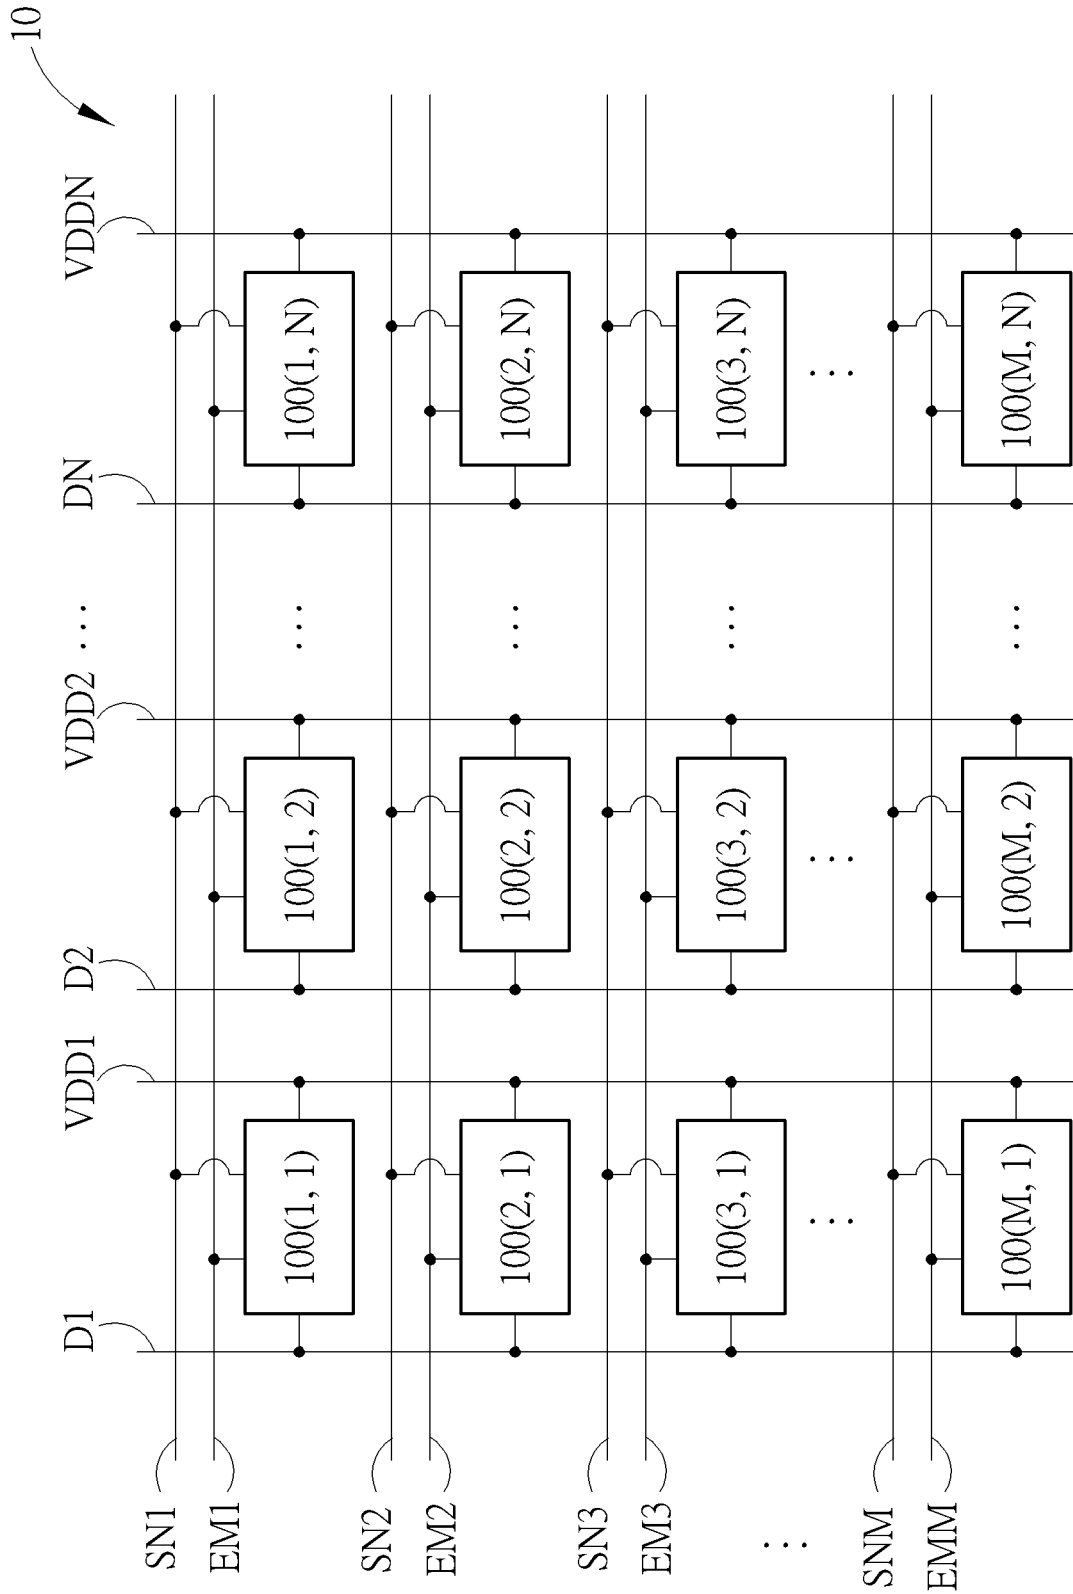 10
D1 VDD1 D2 VDD2 ... DN VDDN
SN1
EM1
100(1, 1) 100(1, 2) ... 100(1, N)
SN2
EM2
100(2, 1) 100(2, 2) ... 100(2, N)
SN3
EM3
100(3, 1) 100(3, 2) ... 100(3, N)
... ... ... ...
SNM
EMM
100(M, 1) 100(M, 2) ... 100(M, N)